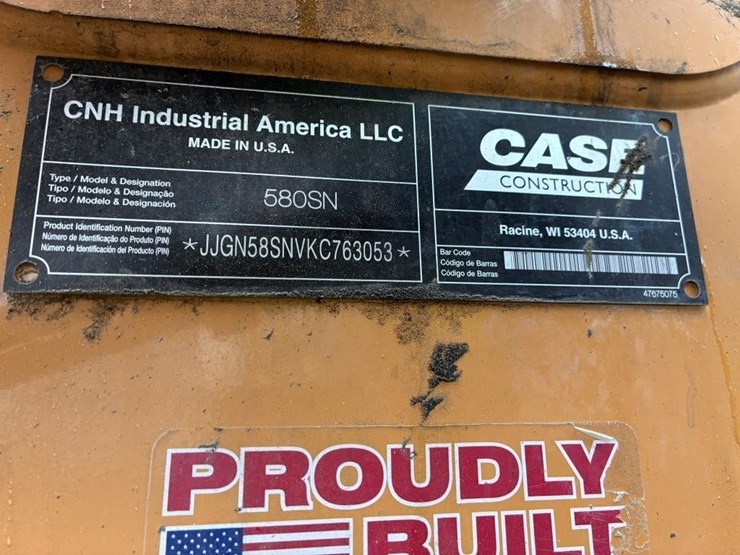 CNH Industrial America LLC
MADE IN U.S.A.
Type / Model & Designation
Tipo / Modelo & Designação
Tipo / Modelo & Designación
580SN
Product Identification Number (PIN)
Número de Identificação do Produto (PIN)
Número de Identificación del Producto (PIN)
*JJGN58SNVKC763053*
CASE
CONSTRUCTION
Racine, WI 53404 U.S.A.
Bar Code
Código de Barras
Código de Barras
47675075
PROUDLY
BUILT